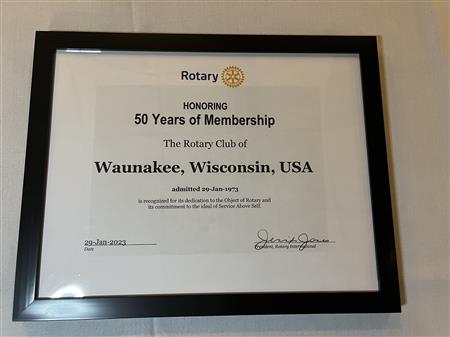 Rotary
HONORING
50 Years of Membership
The Rotary Club of
Waunakee, Wisconsin, USA
admitted 29-Jan-1973
is recognized for its dedication to the Object of Rotary and
its commitment to the ideal of Service Above Self.
29-Jan-2023
Date
President, Rotary International